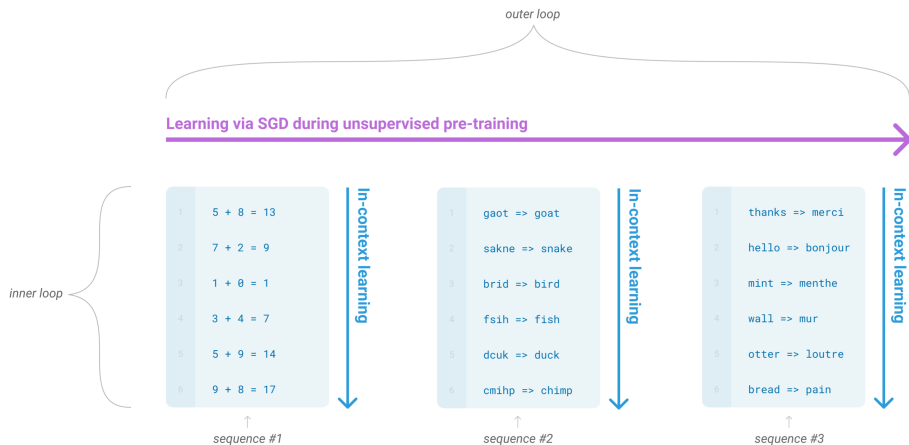 outer loop
Learning via SGD during unsupervised pre-training
inner loop
1 5 + 8 = 13
2 7 + 2 = 9
3 1 + 0 = 1
4 3 + 4 = 7
5 5 + 9 = 14
6 9 + 8 = 17
In-context learning
sequence #1
1 gaot => goat
2 sakne => snake
3 brid => bird
4 fsih => fish
5 dcuk => duck
6 cmihp => chimp
In-context learning
sequence #2
1 thanks => merci
2 hello => bonjour
3 mint => menthe
4 wall => mur
5 otter => loutre
6 bread => pain
In-context learning
sequence #3